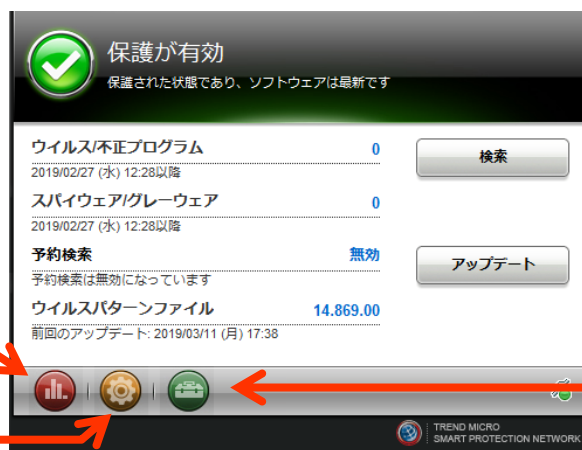 保護が有効
保護された状態であり、ソフトウェアは最新です
ウイルス/不正プログラム 0
2019/02/27 (水) 12:28以降
検索
スパイウェア/グレーウェア 0
2019/02/27 (水) 12:28以降
予約検索 無効
予約検索は無効になっています
アップデート
ウイルスパターンファイル 14.869.00
前回のアップデート: 2019/03/11 (月) 17:38
TREND MICRO
SMART PROTECTION NETWORK